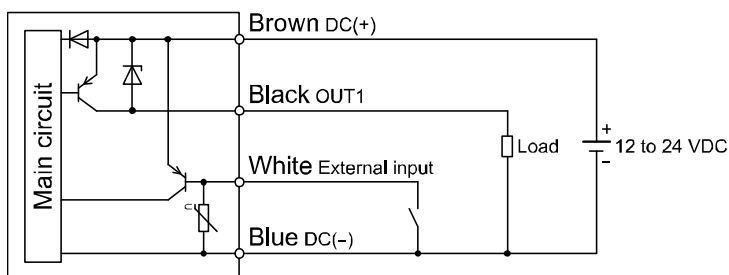 Main circuit
Brown DC(+)
Black OUT1
White External input
Blue DC(−)
Load
+
12 to 24 VDC
−